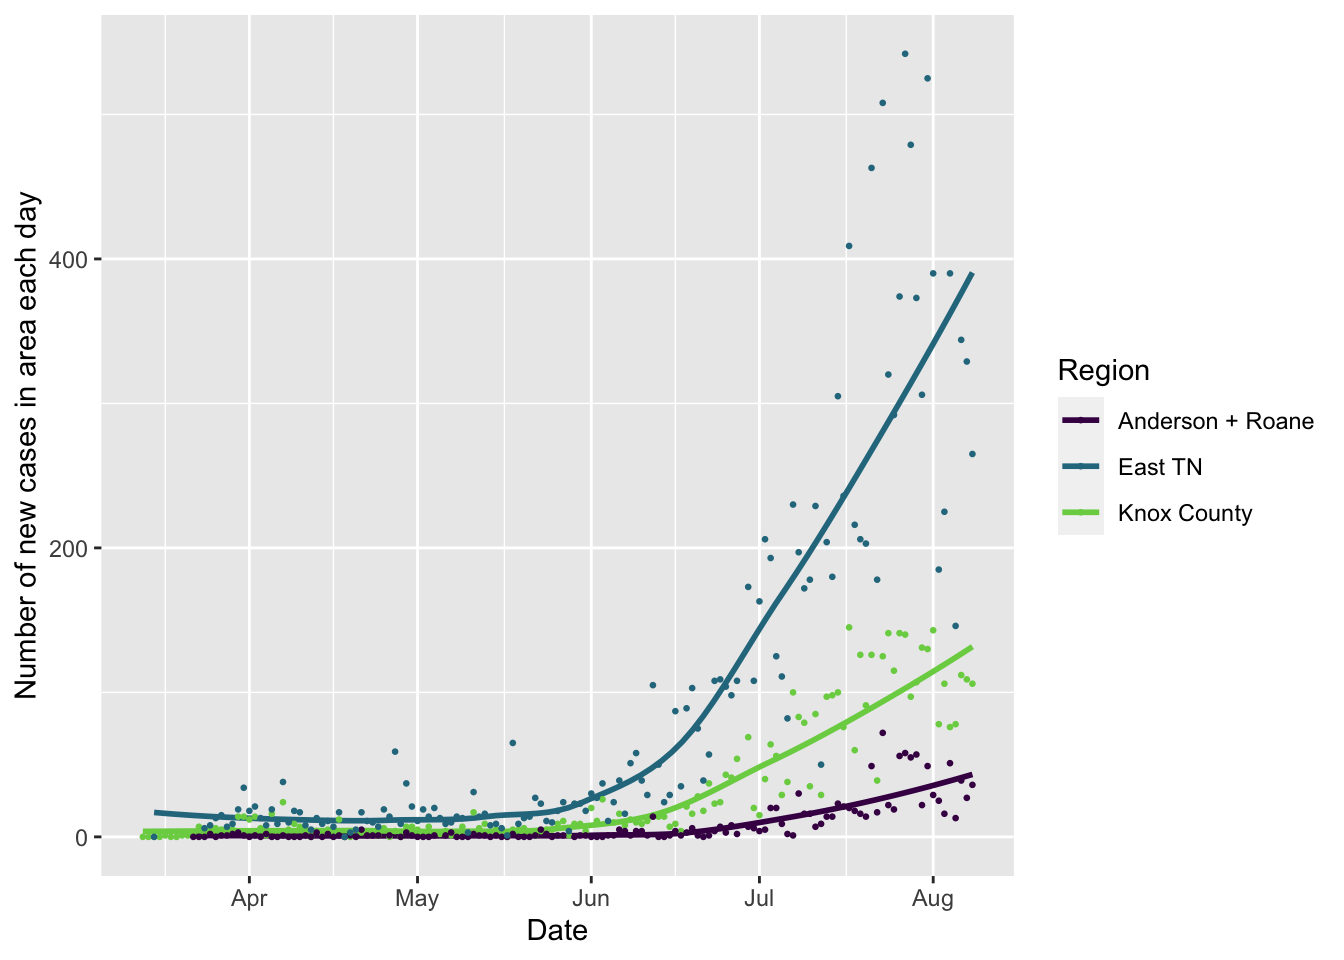 Number of new cases in area each day
400
200
0
Apr May Jun Jul Aug
Date
Region
Anderson + Roane
East TN
Knox County